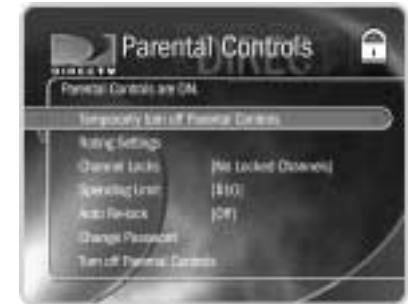 Parental Controls
DIRECT
DIRECTV
Parental Controls are ON.
Temporarily turn off Parental Controls
Rating Settings
Channel Locks [No Locked Channels]
Spending Limit
Auto Re-lock [Off]
Change Password
Turn off Parental Controls